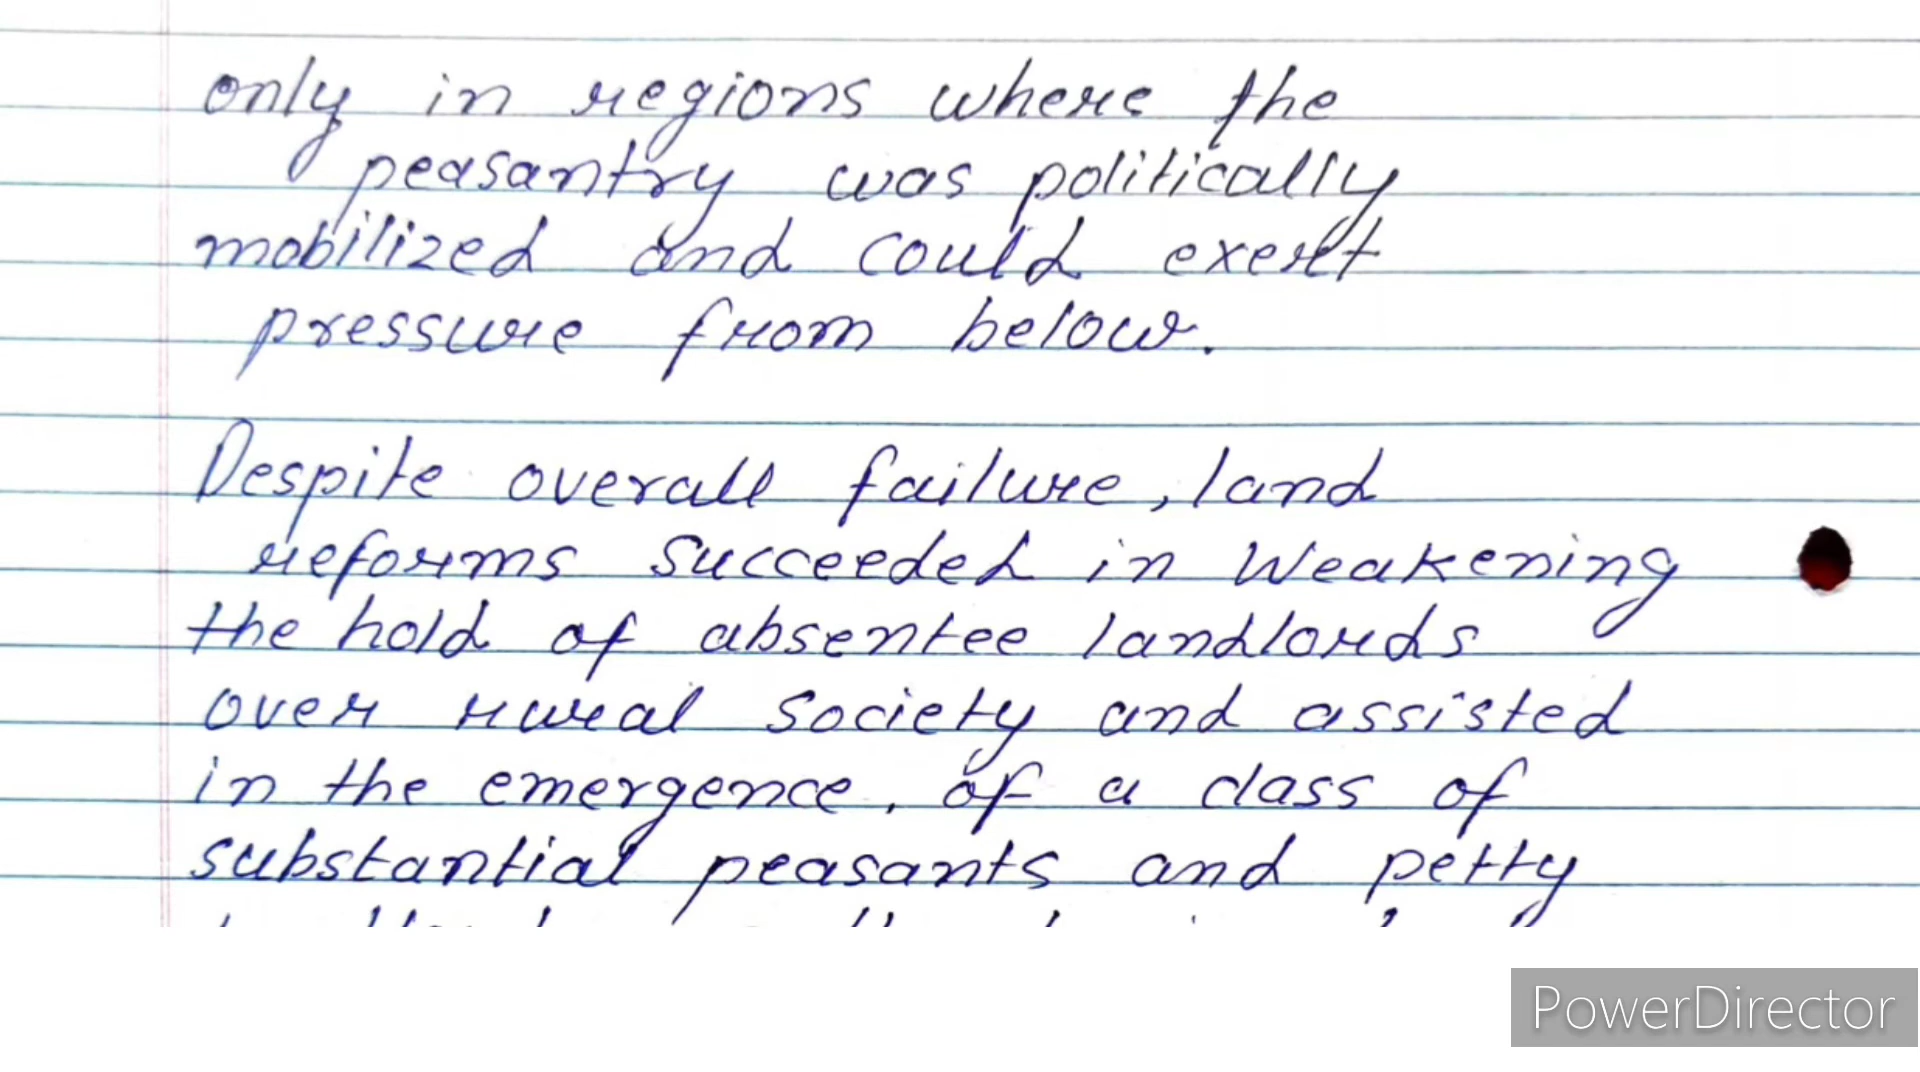 only in regions where the
peasantry was politically
mobilized and could exert
pressure from below.
Despite overall failure, land
reforms succeeded in Weakening
the hold of absentee landlords
over rural society and assisted
in the emergence. of a class of
substantial peasants and petty
PowerDirector